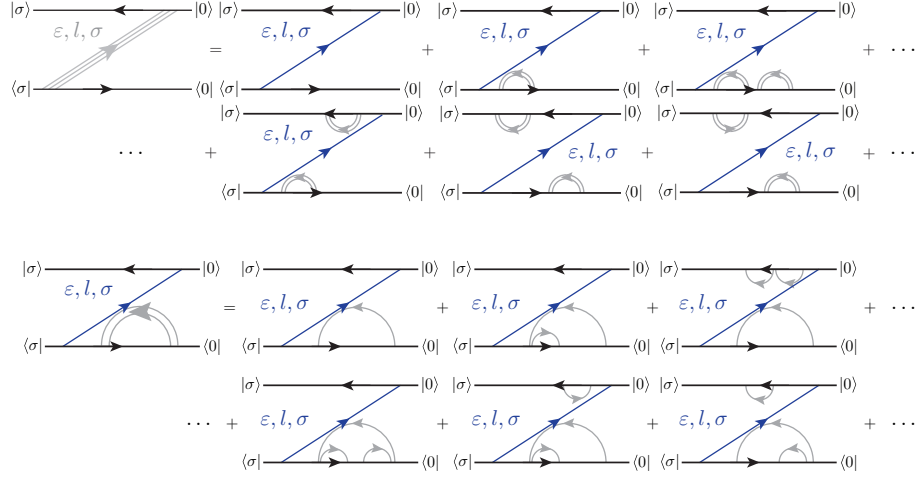 |σ⟩ |0⟩ |σ⟩ |0⟩ |σ⟩ |0⟩ |σ⟩ |0⟩
ε, l, σ ε, l, σ ε, l, σ ε, l, σ
= + + + ···
⟨σ| ⟨0| ⟨σ| ⟨0| ⟨σ| ⟨0| ⟨σ| ⟨0|
|σ⟩ |0⟩ |σ⟩ |0⟩ |σ⟩ |0⟩
ε, l, σ ε, l, σ ε, l, σ
··· + + + + ···
⟨σ| ⟨0| ⟨σ| ⟨0| ⟨σ| ⟨0|
|σ⟩ |0⟩ |σ⟩ |0⟩ |σ⟩ |0⟩ |σ⟩ |0⟩
ε, l, σ ε, l, σ ε, l, σ ε, l, σ
= + + + ···
⟨σ| ⟨0| ⟨σ| ⟨0| ⟨σ| ⟨0| ⟨σ| ⟨0|
|σ⟩ |0⟩ |σ⟩ |0⟩ |σ⟩ |0⟩
ε, l, σ ε, l, σ ε, l, σ
··· + + + + ···
⟨σ| ⟨0| ⟨σ| ⟨0| ⟨σ| ⟨0|